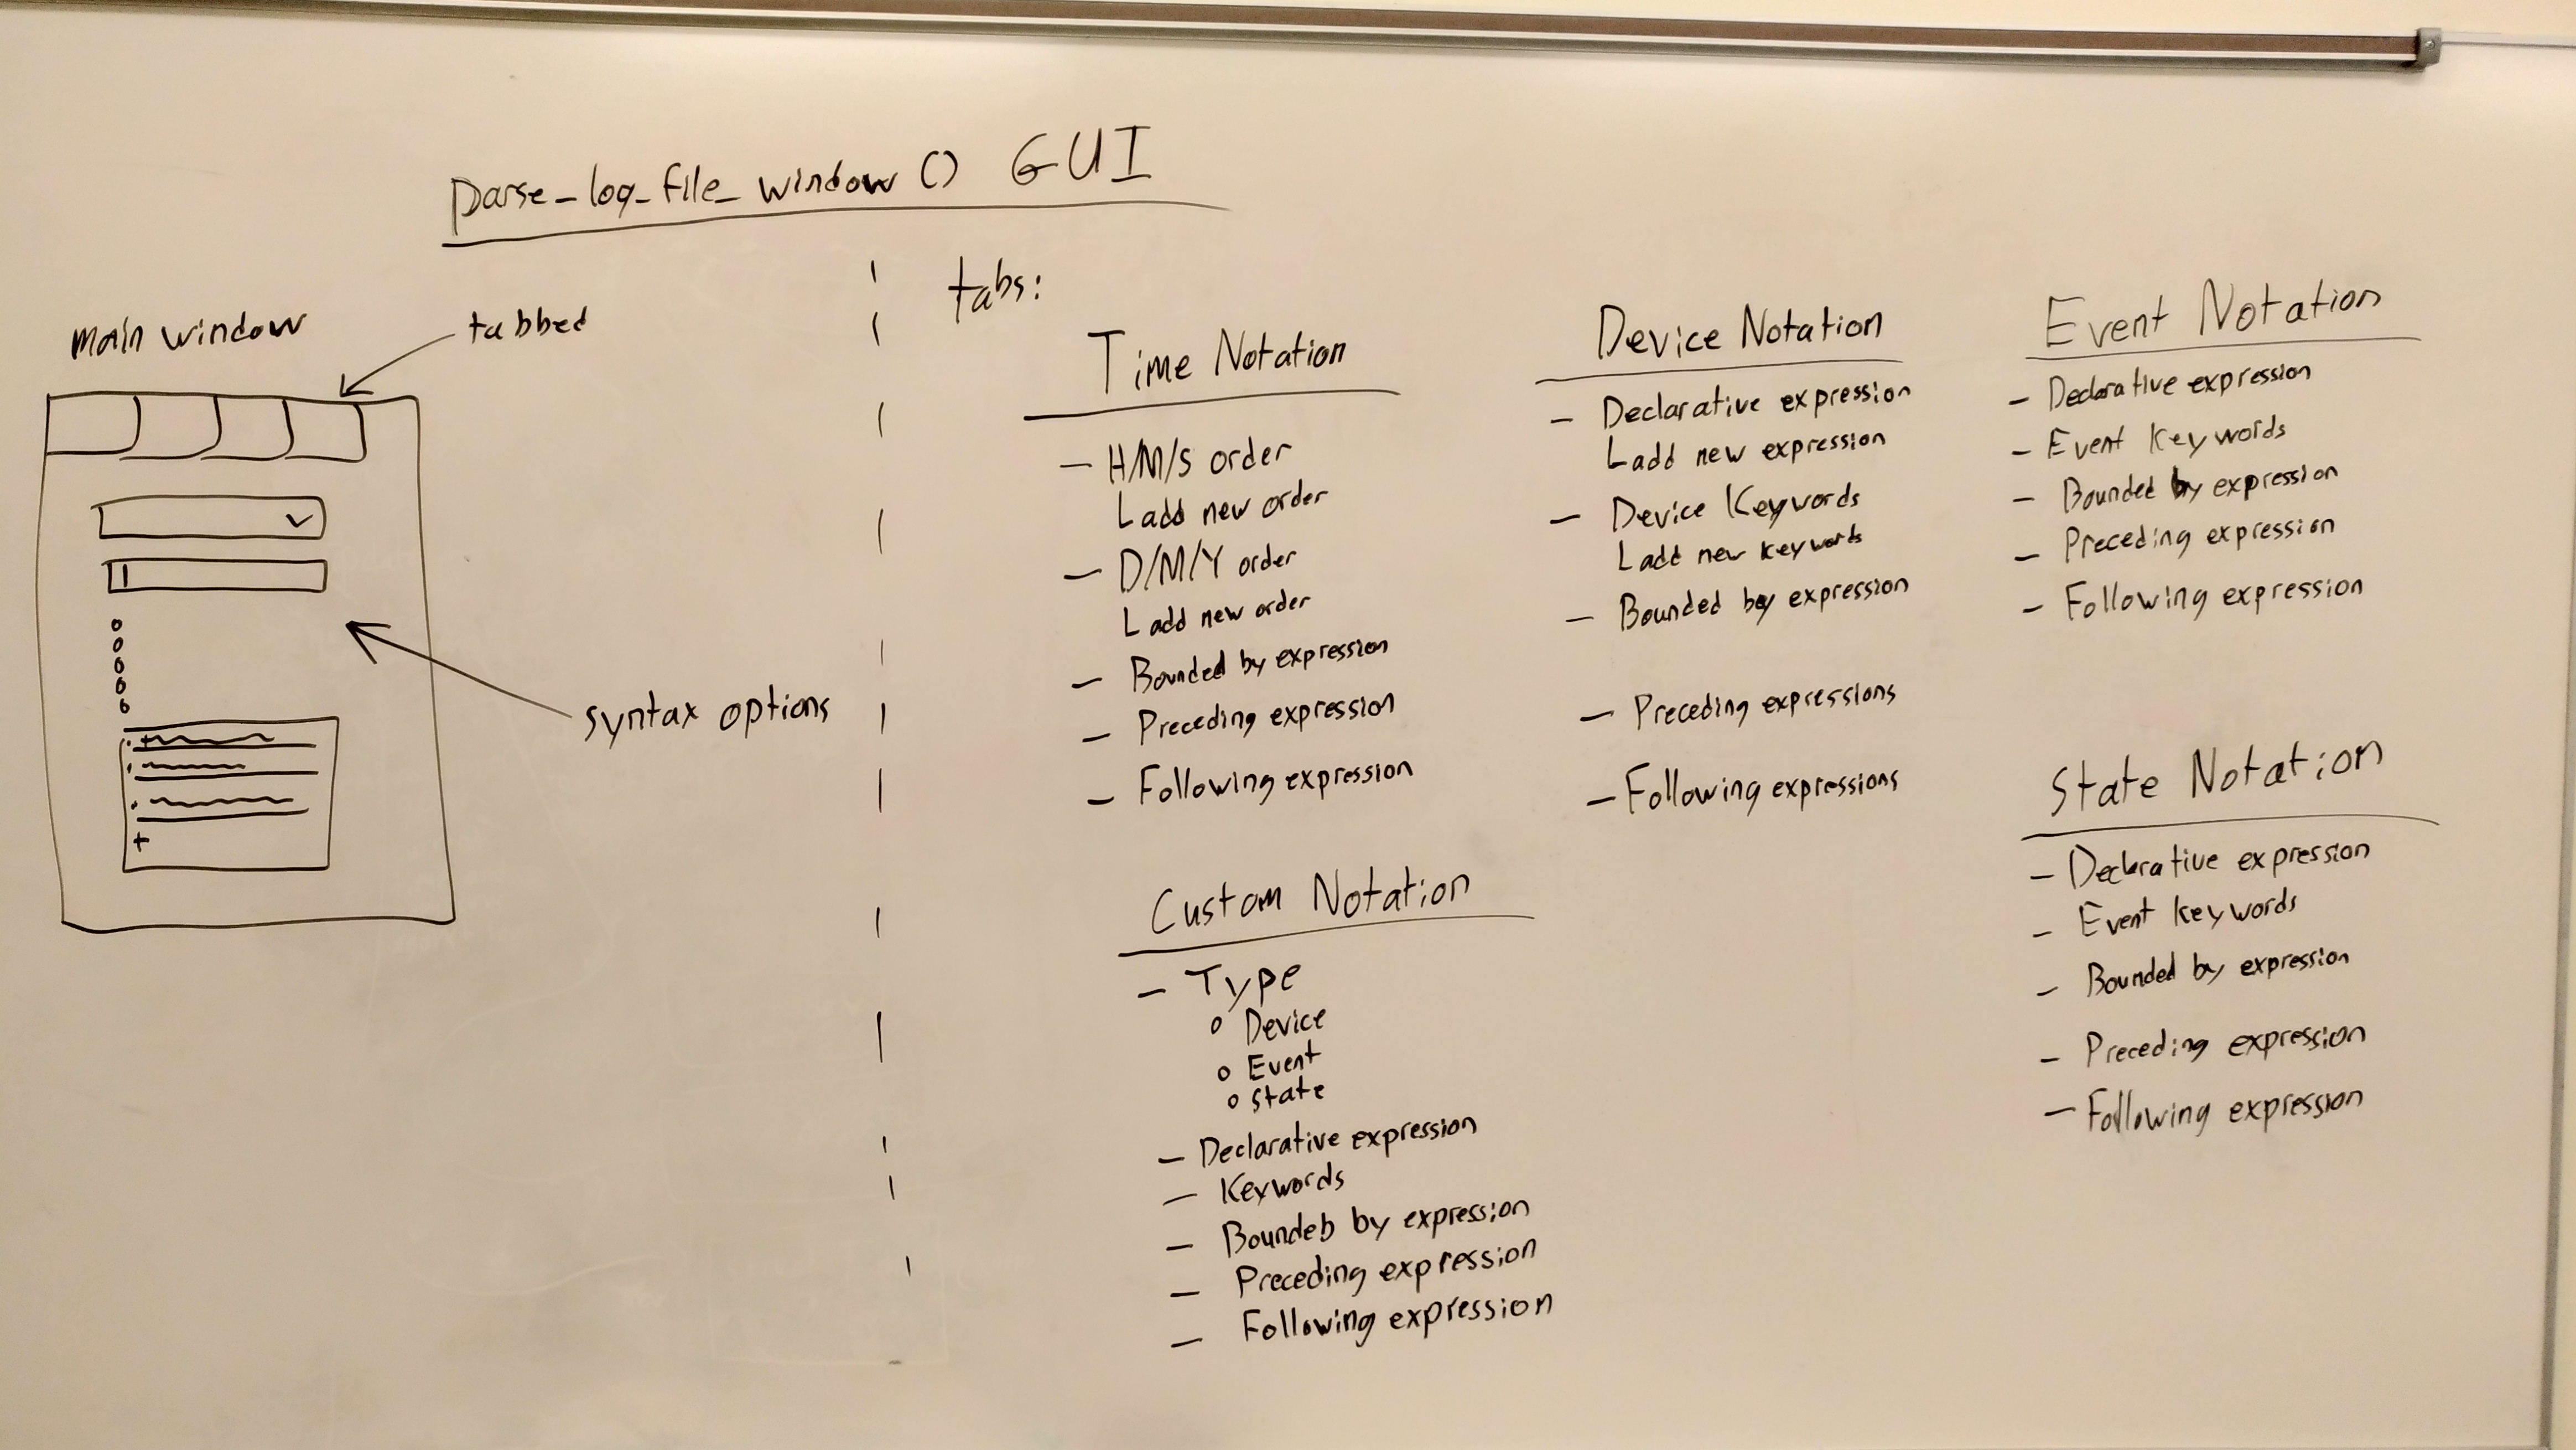 Parse_log_file_window() GUI
main window
tabbed
syntax options
tabs:
Time Notation
- H/M/S order
L add new order
- D/M/Y order
L add new order
- Bounded by expression
- Preceding expression
- Following expression
Device Notation
- Declarative expression
L add new expression
- Device Keywords
L add new keywords
- Bounded by expression
- Preceding expressions
- Following expressions
Event Notation
- Declarative expression
- Event Keywords
- Bounded by expression
- Preceding expression
- Following expression
Custom Notation
- Type
o Device
o Event
o State
- Declarative expression
- Keywords
- Boundeb by expression
- Preceding expression
- Following expression
State Notation
- Declarative expression
- Event Keywords
- Bounded by expression
- Preceding expression
- Following expression